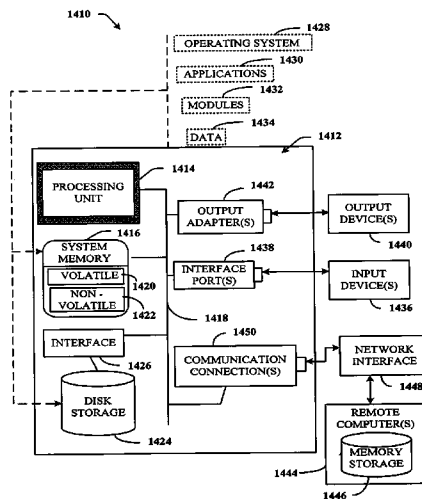 1410
1428
OPERATING SYSTEM
1430
APPLICATIONS
1432
MODULES
1434
DATA
1412
1414
PROCESSING
UNIT
1442
OUTPUT
ADAPTER(S)
OUTPUT
DEVICE(S)
1440
1416
SYSTEM
MEMORY
VOLATILE
1420
NON -
VOLATILE
1422
1438
INTERFACE
PORT(S)
INPUT
DEVICE(S)
1436
1418
INTERFACE
1426
1450
COMMUNICATION
CONNECTION(S)
NETWORK
INTERFACE
1448
DISK
STORAGE
1424
REMOTE
COMPUTER(S)
MEMORY
STORAGE
1444
1446